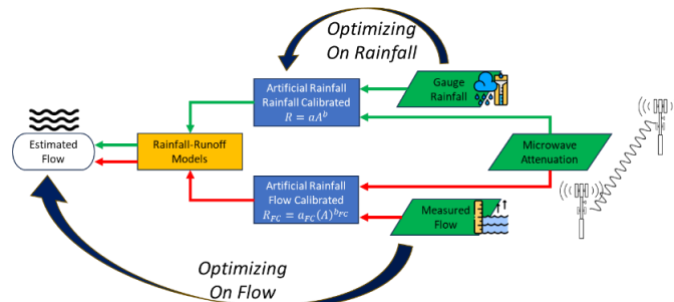 Optimizing
On Rainfall
Artificial Rainfall
Rainfall Calibrated
R = aA^b
Gauge
Rainfall
Estimated
Flow
Rainfall-Runoff
Models
Microwave
Attenuation
Artificial Rainfall
Flow Calibrated
R_FC = a_FC(A)^b_FC
Measured
Flow
Optimizing
On Flow